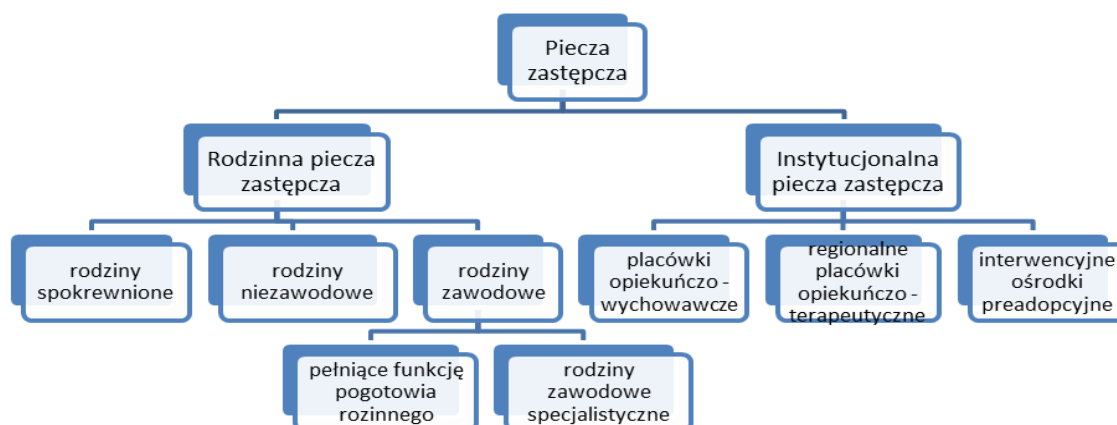 Piecza
zastępcza
Rodzinna piecza
zastępcza
Instytucjonalna
piecza zastępcza
rodziny
spokrewnione
rodziny
niezawodowe
rodziny
zawodowe
placówki
opiekuńczo -
wychowawcze
regionalne
placówki
opiekuńczo -
terapeutyczne
interwencyjne
ośrodki
preadopcyjne
pełniące funkcję
pogotowia
rozinnego
rodziny
zawodowe
specjalistyczne